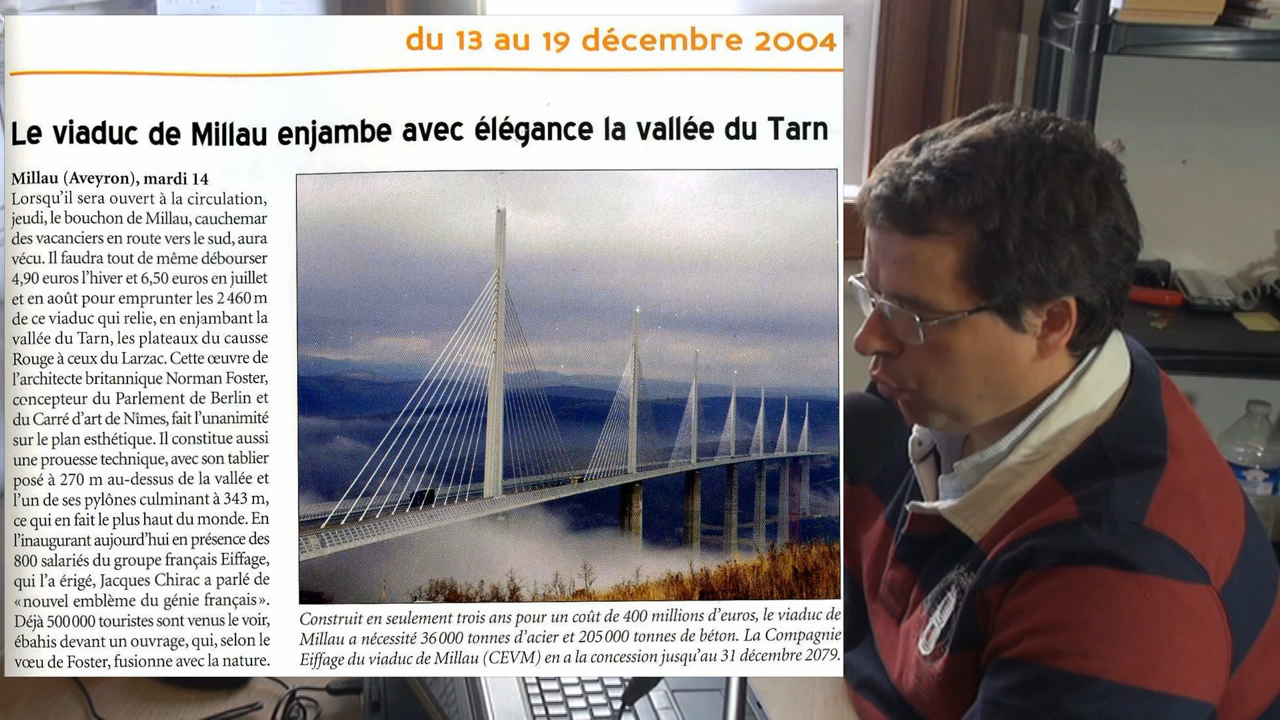 du 13 au 19 décembre 2004
Le viaduc de Millau enjambe avec élégance la vallée du Tarn
Millau (Aveyron), mardi 14
Lorsqu'il sera ouvert à la circulation,
jeudi, le bouchon de Millau, cauchemar
des vacanciers en route vers le sud, aura
vécu. Il faudra tout de même débourser
4,90 euros l'hiver et 6,50 euros en juillet
et en août pour emprunter les 2 460 m
de ce viaduc qui relie, en enjambant la
vallée du Tarn, les plateaux du causse
Rouge à ceux du Larzac. Cette œuvre de
l'architecte britannique Norman Foster,
concepteur du Parlement de Berlin et
du Carré d'art de Nîmes, fait l'unanimité
sur le plan esthétique. Il constitue aussi
une prouesse technique, avec son tablier
posé à 270 m au-dessus de la vallée et
l'un de ses pylônes culminant à 343 m,
ce qui en fait le plus haut du monde. En
l'inaugurant aujourd'hui en présence des
800 salariés du groupe français Eiffage,
qui l'a érigé, Jacques Chirac a parlé de
« nouvel emblème du génie français ».
Déjà 500 000 touristes sont venus le voir,
ébahis devant un ouvrage, qui, selon le
vœu de Foster, fusionne avec la nature.
Construit en seulement trois ans pour un coût de 400 millions d'euros, le viaduc de
Millau a nécessité 36 000 tonnes d'acier et 205 000 tonnes de béton. La Compagnie
Eiffage du viaduc de Millau (CEVM) en a la concession jusqu'au 31 décembre 2079.